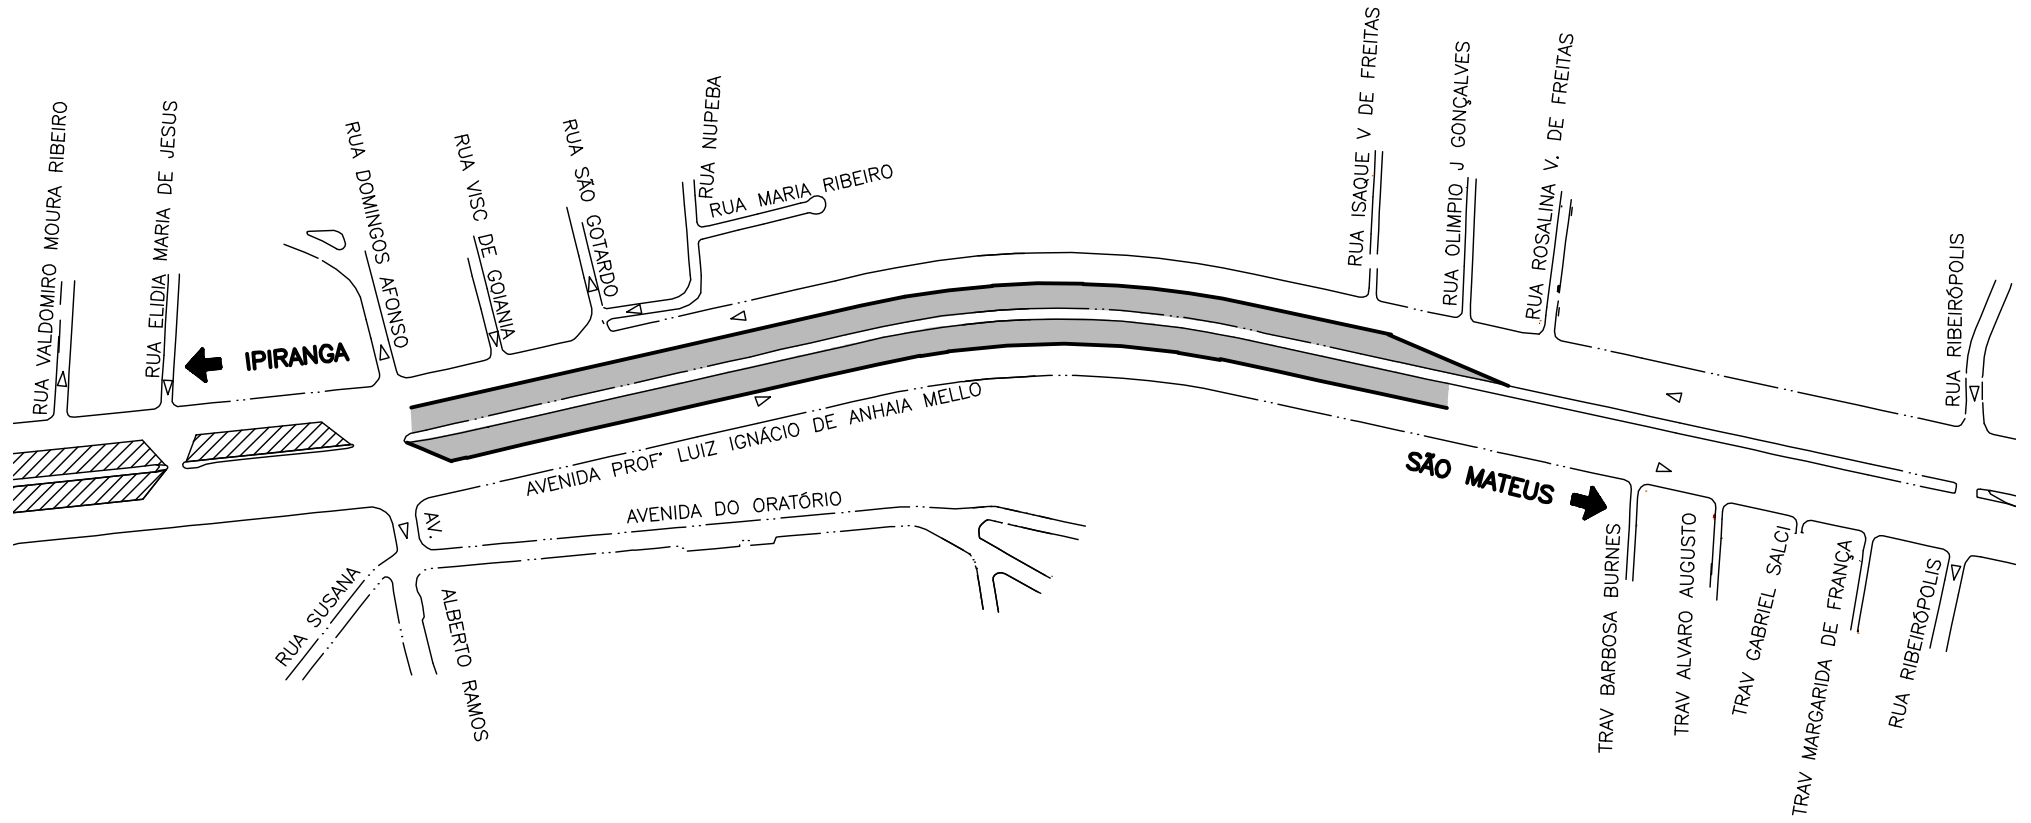 RUA VALDOMIRO MOURA RIBEIRO
RUA ELIDIA MARIA DE JESUS
IPIRANGA
RUA DOMINGOS AFONSO
RUA VISC DE GOIANIA
RUA SÃO GOTARDO
RUA NUPEBA
RUA MARIA RIBEIRO
RUA ISAQUE V DE FREITAS
RUA OLIMPIO J GONÇALVES
RUA ROSALINA V. DE FREITAS
RUA RIBEIRÓPOLIS
AVENIDA PROF. LUIZ IGNÁCIO DE ANHAIA MELLO
SÃO MATEUS
AVENIDA DO ORATÓRIO
AV.
ALBERTO RAMOS
RUA SUSANA
TRAV BARBOSA BURNES
TRAV ALVARO AUGUSTO
TRAV GABRIEL SALCI
TRAV MARGARIDA DE FRANÇA
RUA RIBEIRÓPOLIS